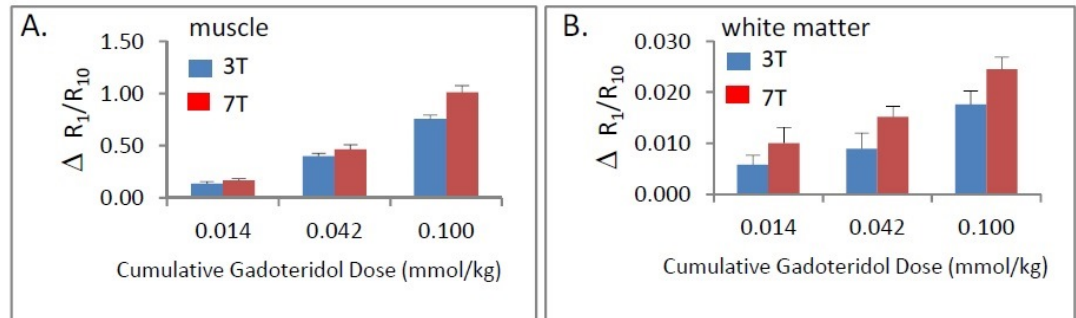 A.
muscle
1.50
1.00
0.50
0.00
Δ R₁/R₁₀
3T
7T
0.014 0.042 0.100
Cumulative Gadoteridol Dose (mmol/kg)
B.
white matter
0.030
0.020
0.010
0.000
Δ R₁/R₁₀
3T
7T
0.014 0.042 0.100
Cumulative Gadoteridol Dose (mmol/kg)